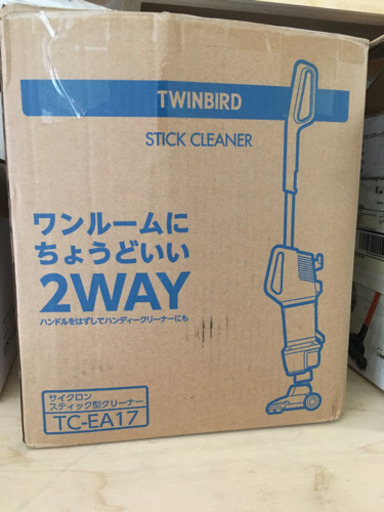 TWINBIRD
STICK CLEANER
ワンルームに
ちょうどいい
2WAY
ハンドルをはずしてハンディークリーナーにも
サイクロン
スティック型クリーナー
TC-EA17